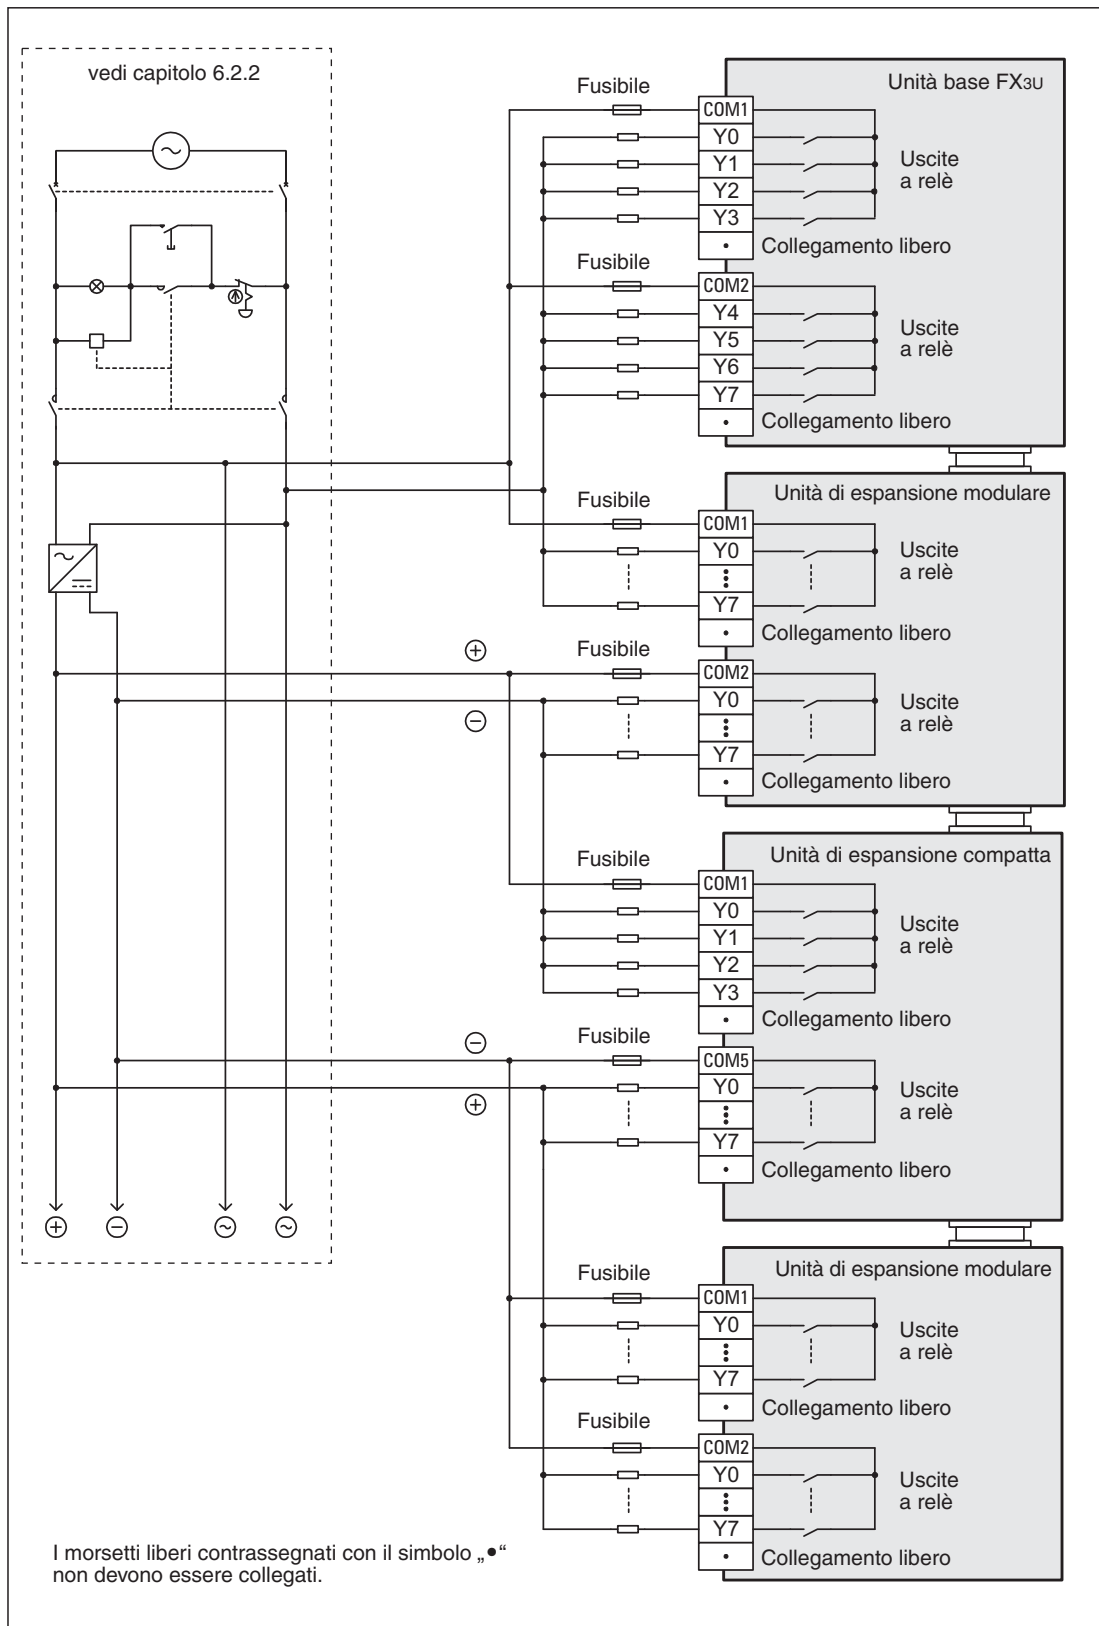 vedi capitolo 6.2.2
Unità base FX3U
Fusibile
COM1
Y0
Y1
Y2
Y3
•
Uscite
a relè
Collegamento libero
Fusibile
COM2
Y4
Y5
Y6
Y7
•
Uscite
a relè
Collegamento libero
Unità di espansione modulare
Fusibile
COM1
Y0
Y7
•
Uscite
a relè
Collegamento libero
Fusibile
COM2
Y0
Y7
•
Uscite
a relè
Collegamento libero
Unità di espansione compatta
Fusibile
COM1
Y0
Y1
Y2
Y3
•
Uscite
a relè
Collegamento libero
Fusibile
COM5
Y0
Y7
•
Uscite
a relè
Collegamento libero
Unità di espansione modulare
Fusibile
COM1
Y0
Y7
•
Uscite
a relè
Collegamento libero
Fusibile
COM2
Y0
Y7
•
Uscite
a relè
Collegamento libero
I morsetti liberi contrassegnati con il simbolo „•“
non devono essere collegati.